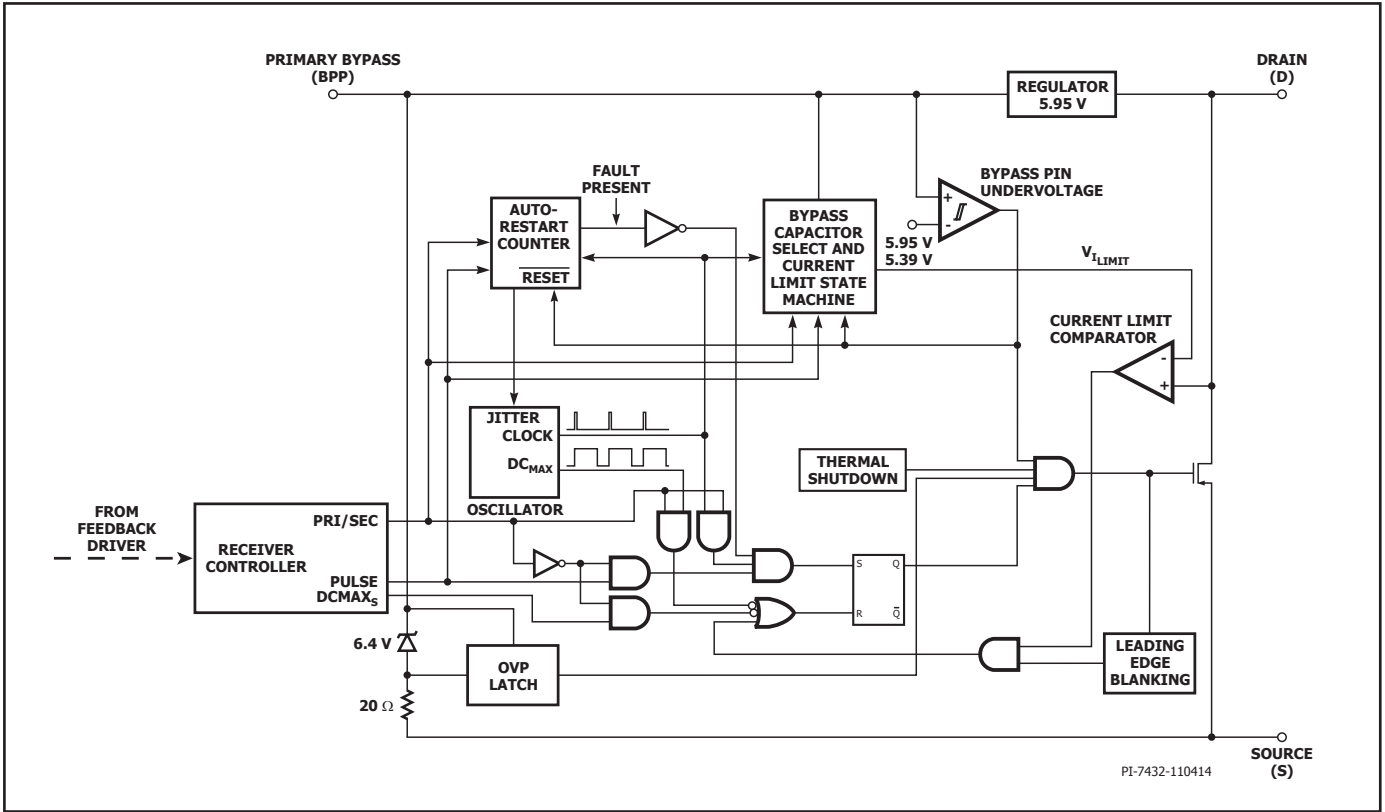 PRIMARY BYPASS
(BPP)
DRAIN
(D)
REGULATOR
5.95 V
FAULT
PRESENT
BYPASS PIN
UNDERVOLTAGE
AUTO-
RESTART
COUNTER
RESET
BYPASS
CAPACITOR
SELECT AND
CURRENT
LIMIT STATE
MACHINE
+
-
5.95 V
5.39 V
VILIMIT
CURRENT LIMIT
COMPARATOR
-
+
JITTER
CLOCK
DCMAX
OSCILLATOR
THERMAL
SHUTDOWN
FROM
FEEDBACK
DRIVER
RECEIVER
CONTROLLER
PRI/SEC
PULSE
DCMAXS
S Q
R Q̅
6.4 V
OVP
LATCH
20 Ω
LEADING
EDGE
BLANKING
SOURCE
(S)
PI-7432-110414